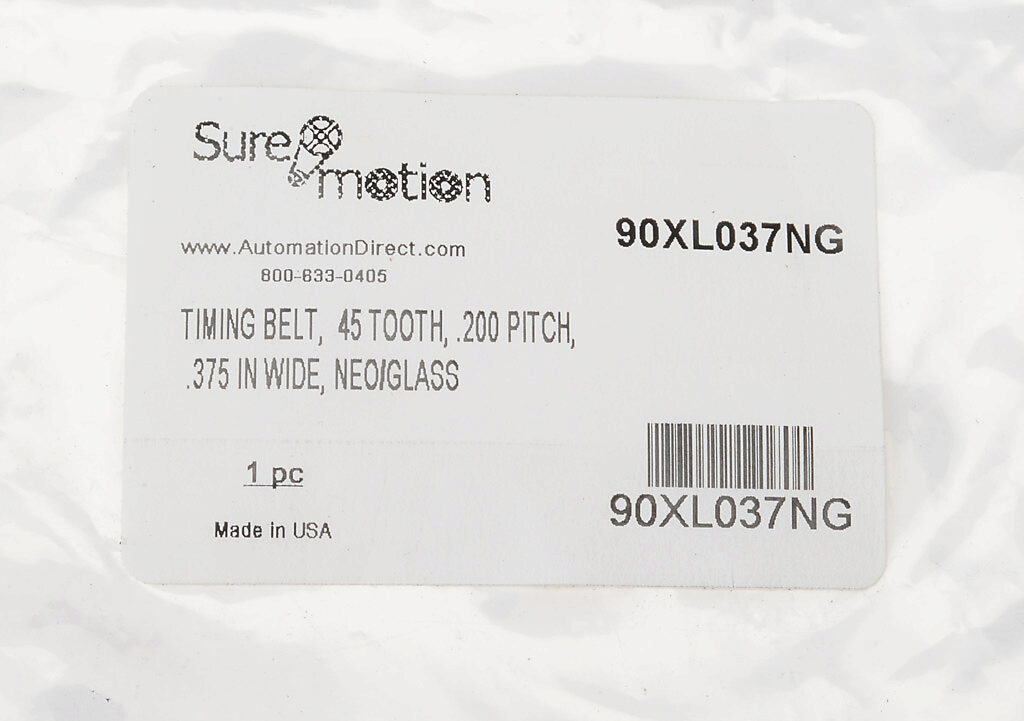 Sure motion
90XL037NG
www.AutomationDirect.com
800-633-0405
TIMING BELT, 45 TOOTH, .200 PITCH,
.375 IN WIDE, NEO/GLASS
1 pc
90XL037NG
Made in USA